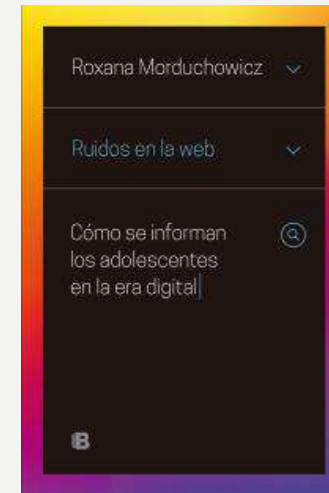 Roxana Morduchowicz
Ruidos en la web
Cómo se informan
los adolescentes
en la era digital
B